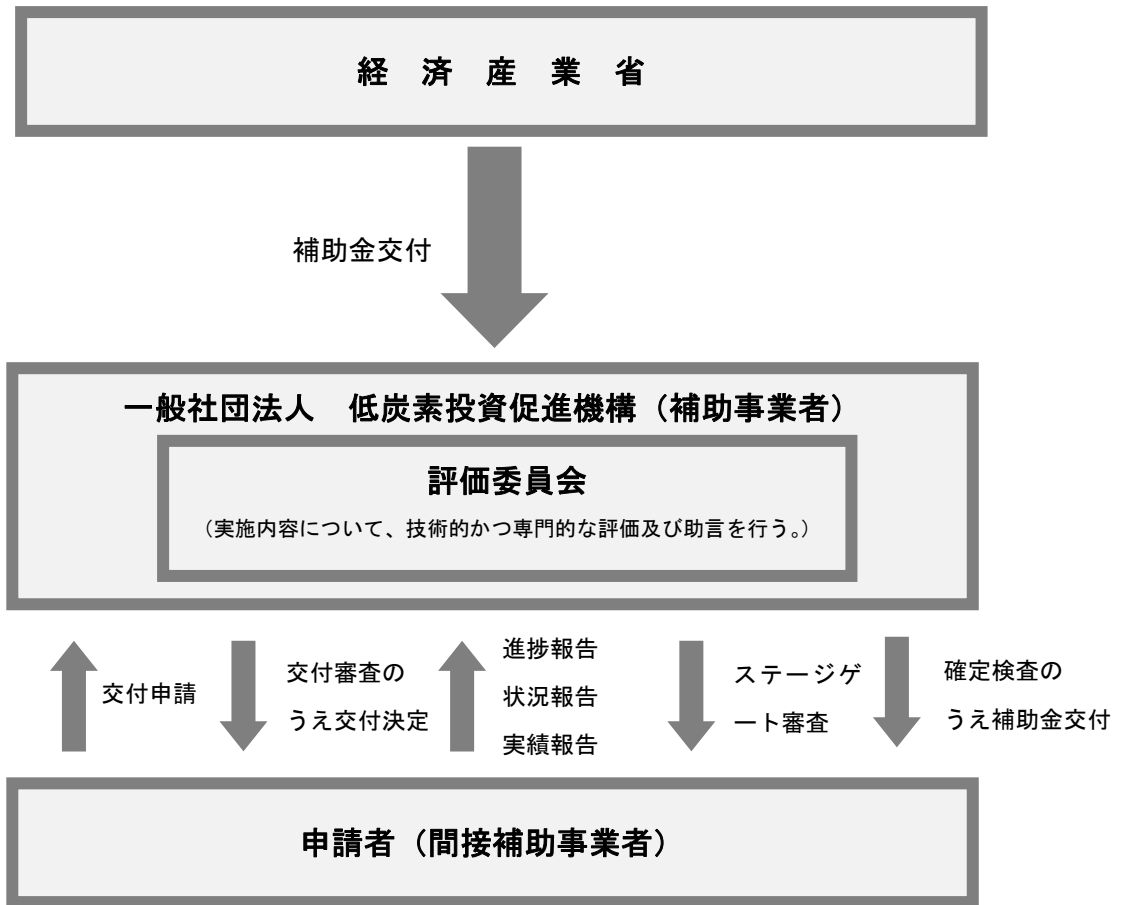 経　済　産　業　省
補助金交付
一般社団法人　低炭素投資促進機構（補助事業者）
評価委員会
（実施内容について、技術的かつ専門的な評価及び助言を行う。）
交付申請
交付審査の
うえ交付決定
進捗報告
状況報告
実績報告
ステージゲ
ート審査
確定検査の
うえ補助金交付
申請者（間接補助事業者）